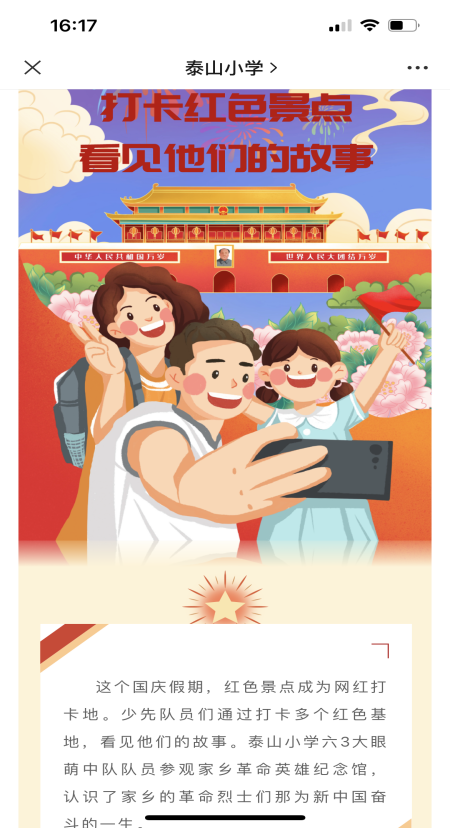 16:17
泰山小学
打卡红色景点
看见他们的故事
中华人民共和国万岁
世界人民大团结万岁
这个国庆假期，红色景点成为网红打
卡地。少先队员们通过打卡多个红色基
地，看见他们的故事。泰山小学六3大眼
萌中队队员参观家乡革命英雄纪念馆，
认识了家乡的革命烈士们那为新中国奋
斗的一生。